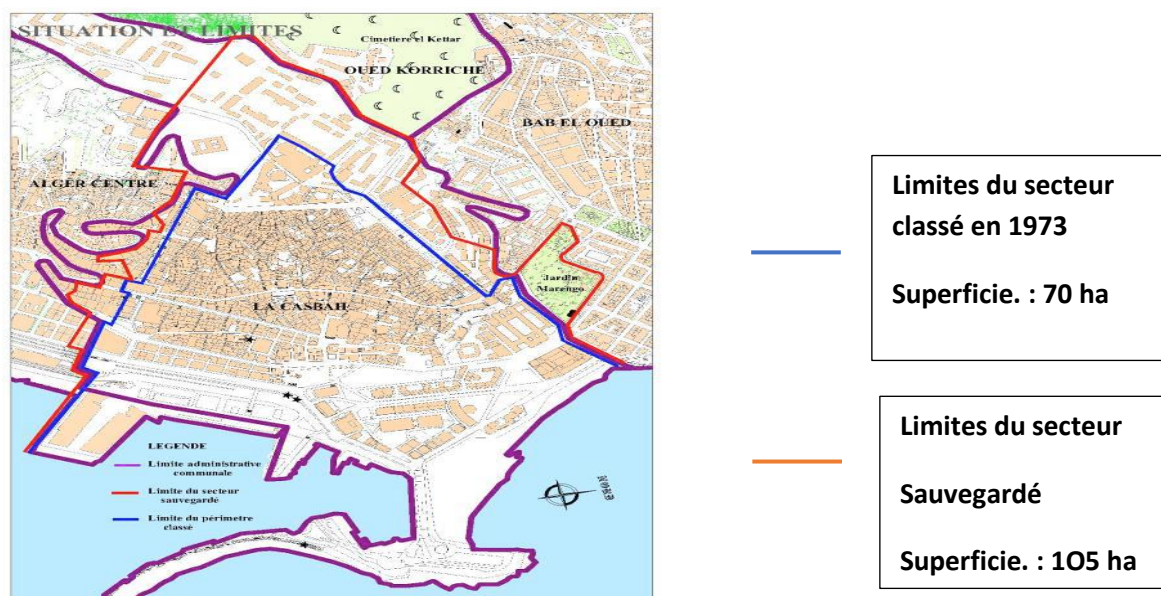 SITUATION ET LIMITES
Cimetiere el Kettar
OUED KORRICHE
BAB EL OUED
ALGER CENTRE
Jardin
Marengo
LA CASBAH
LEGENDE
Limite administrative
communale
Limite du secteur
sauvegardé
Limite du périmetre
classé
NORD
Limites du secteur
classé en 1973
Superficie. : 70 ha
Limites du secteur
Sauvegardé
Superficie. : 1O5 ha